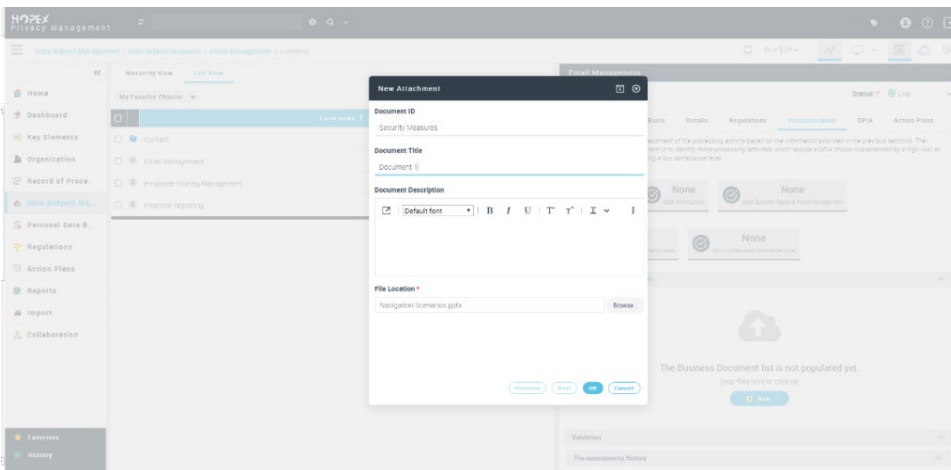 HOPEX
Privacy Management
Data Subject Management / Data Subject Requests / Email Management /
Hierarchy View List View
Email Management
My Favorite Objects
Status: * Live
Home
Dashboard
Key Elements
Organization
Record of Proce...
Data Subject Ma...
Personal Data B...
Regulations
Action Plans
Reports
Import
Collaboration
Favorites
History
Local name
Contact
Email Management
Employee training Management
Financial Reporting
New Attachment
Document ID
Security Measures
Document Title
Document 1
Document Description
Default font B I U
File Location *
Navigation Scenarios.pptx Browse...
Previous Next OK Cancel
Details Regulations DPIA Action Plans
None
None
None
The Business Document list is not populated yet.
Drop files here or click on:
New
Validation
Pre-assessments History